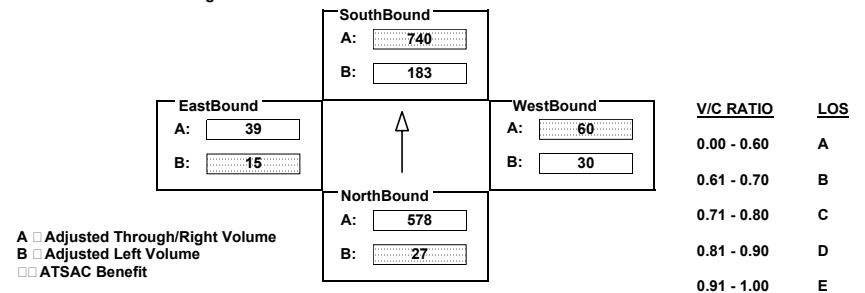 SouthBound
A: 740
B: 183
EastBound
A: 39
B: 15
WestBound
A: 60
B: 30
NorthBound
A: 578
B: 27
A □ Adjusted Through/Right Volume
B □ Adjusted Left Volume
□□ ATSAC Benefit
V/C RATIO LOS
0.00 - 0.60 A
0.61 - 0.70 B
0.71 - 0.80 C
0.81 - 0.90 D
0.91 - 1.00 E